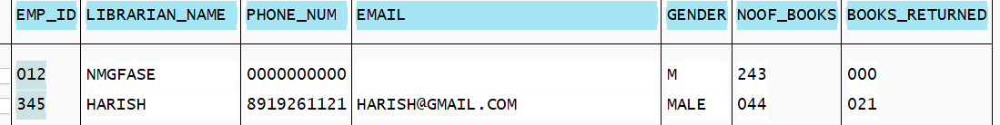 EMP_ID LIBRARIAN_NAME PHONE_NUM EMAIL GENDER NOOF_BOOKS BOOKS_RETURNED
012 NMGFASE 0000000000 M 243 000
345 HARISH 8919261121 HARISH@GMAIL.COM MALE 044 021